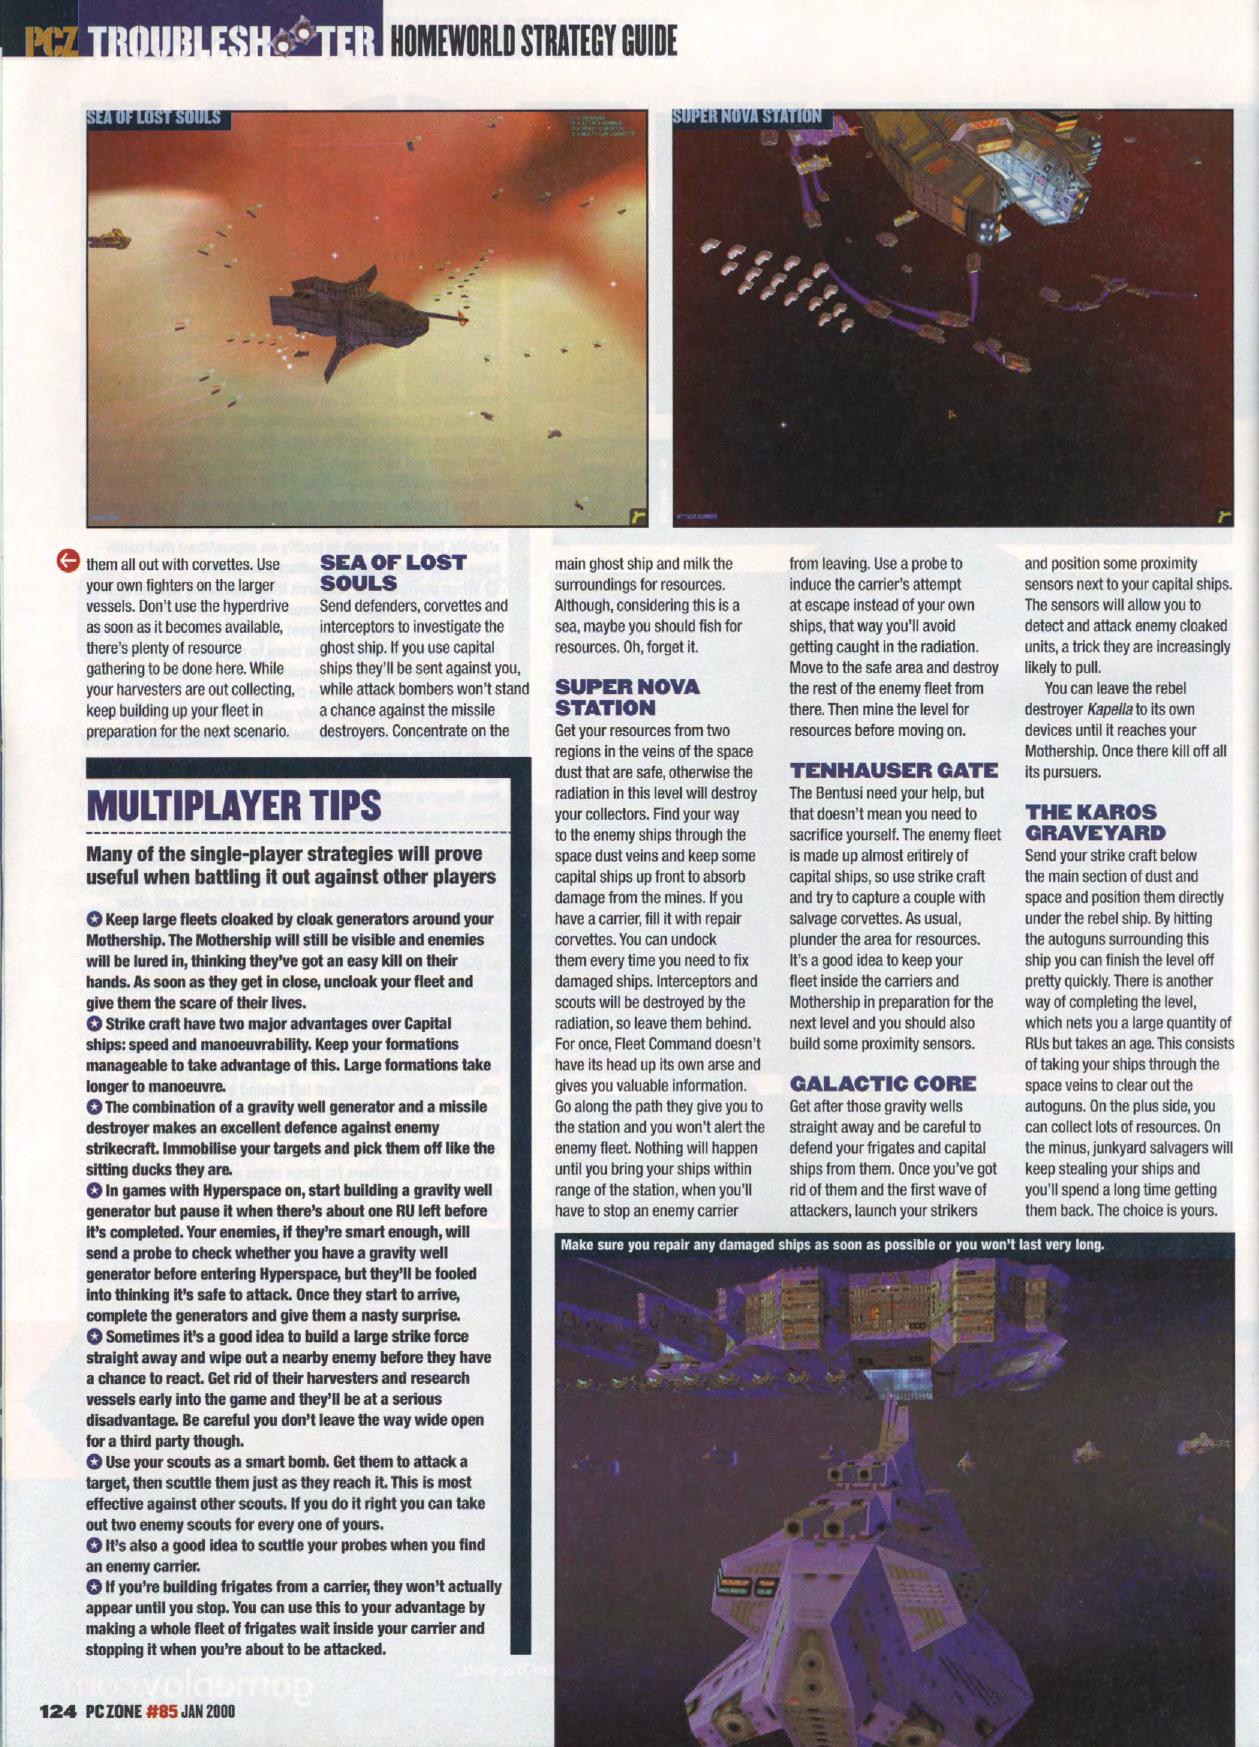 PCZ TROUBLESHOOTER HOMEWORLD STRATEGY GUIDE
SEA OF LOST SOULS
SUPER NOVA STATION
them all out with corvettes. Use
your own fighters on the larger
vessels. Don't use the hyperdrive
as soon as it becomes available,
there's plenty of resource
gathering to be done here. While
your harvesters are out collecting,
keep building up your fleet in
preparation for the next scenario.
SEA OF LOST
SOULS
Send defenders, corvettes and
interceptors to investigate the
ghost ship. If you use capital
ships they'll be sent against you,
while attack bombers won't stand
a chance against the missile
destroyers. Concentrate on the
main ghost ship and milk the
surroundings for resources.
Although, considering this is a
sea, maybe you should fish for
resources. Oh, forget it.
SUPER NOVA
STATION
Get your resources from two
regions in the veins of the space
dust that are safe, otherwise the
radiation in this level will destroy
your collectors. Find your way
to the enemy ships through the
space dust veins and keep some
capital ships up front to absorb
damage from the mines. If you
have a carrier, fill it with repair
corvettes. You can undock
them every time you need to fix
damaged ships. Interceptors and
scouts will be destroyed by the
radiation, so leave them behind.
For once, Fleet Command doesn't
have its head up its own arse and
gives you valuable information.
Go along the path they give you to
the station and you won't alert the
enemy fleet. Nothing will happen
until you bring your ships within
range of the station, when you'll
have to stop an enemy carrier
from leaving. Use a probe to
induce the carrier's attempt
at escape instead of your own
ships, that way you'll avoid
getting caught in the radiation.
Move to the safe area and destroy
the rest of the enemy fleet from
there. Then mine the level for
resources before moving on.
TENHAUSER GATE
The Bentusi need your help, but
that doesn't mean you need to
sacrifice yourself. The enemy fleet
is made up almost entirely of
capital ships, so use strike craft
and try to capture a couple with
salvage corvettes. As usual,
plunder the area for resources.
It's a good idea to keep your
fleet inside the carriers and
Mothership in preparation for the
next level and you should also
build some proximity sensors.
GALACTIC CORE
Get after those gravity wells
straight away and be careful to
defend your frigates and capital
ships from them. Once you've got
rid of them and the first wave of
attackers, launch your strikers
and position some proximity
sensors next to your capital ships.
The sensors will allow you to
detect and attack enemy cloaked
units, a trick they are increasingly
likely to pull.
You can leave the rebel
destroyer Kapella to its own
devices until it reaches your
Mothership. Once there kill off all
its pursuers.
THE KAROS
GRAVEYARD
Send your strike craft below
the main section of dust and
space and position them directly
under the rebel ship. By hitting
the autoguns surrounding this
ship you can finish the level off
pretty quickly. There is another
way of completing the level,
which nets you a large quantity of
RUs but takes an age. This consists
of taking your ships through the
space veins to clear out the
autoguns. On the plus side, you
can collect lots of resources. On
the minus, junkyard salvagers will
keep stealing your ships and
you'll spend a long time getting
them back. The choice is yours.
MULTIPLAYER TIPS
Many of the single-player strategies will prove
useful when battling it out against other players
Keep large fleets cloaked by cloak generators around your
Mothership. The Mothership will still be visible and enemies
will be lured in, thinking they've got an easy kill on their
hands. As soon as they get in close, uncloak your fleet and
give them the scare of their lives.
Strike craft have two major advantages over Capital
ships: speed and manoeuvrability. Keep your formations
manageable to take advantage of this. Large formations take
longer to manoeuvre.
The combination of a gravity well generator and a missile
destroyer makes an excellent defence against enemy
strikecraft. Immobilise your targets and pick them off like the
sitting ducks they are.
In games with Hyperspace on, start building a gravity well
generator but pause it when there's about one RU left before
it's completed. Your enemies, if they're smart enough, will
send a probe to check whether you have a gravity well
generator before entering Hyperspace, but they'll be fooled
into thinking it's safe to attack. Once they start to arrive,
complete the generators and give them a nasty surprise.
Sometimes it's a good idea to build a large strike force
straight away and wipe out a nearby enemy before they have
a chance to react. Get rid of their harvesters and research
vessels early into the game and they'll be at a serious
disadvantage. Be careful you don't leave the way wide open
for a third party though.
Use your scouts as a smart bomb. Get them to attack a
target, then scuttle them just as they reach it. This is most
effective against other scouts. If you do it right you can take
out two enemy scouts for every one of yours.
It's also a good idea to scuttle your probes when you find
an enemy carrier.
If you're building frigates from a carrier, they won't actually
appear until you stop. You can use this to your advantage by
making a whole fleet of frigates wait inside your carrier and
stopping it when you're about to be attacked.
Make sure you repair any damaged ships as soon as possible or you won't last very long.
124 PC ZONE #85 JAN 2000